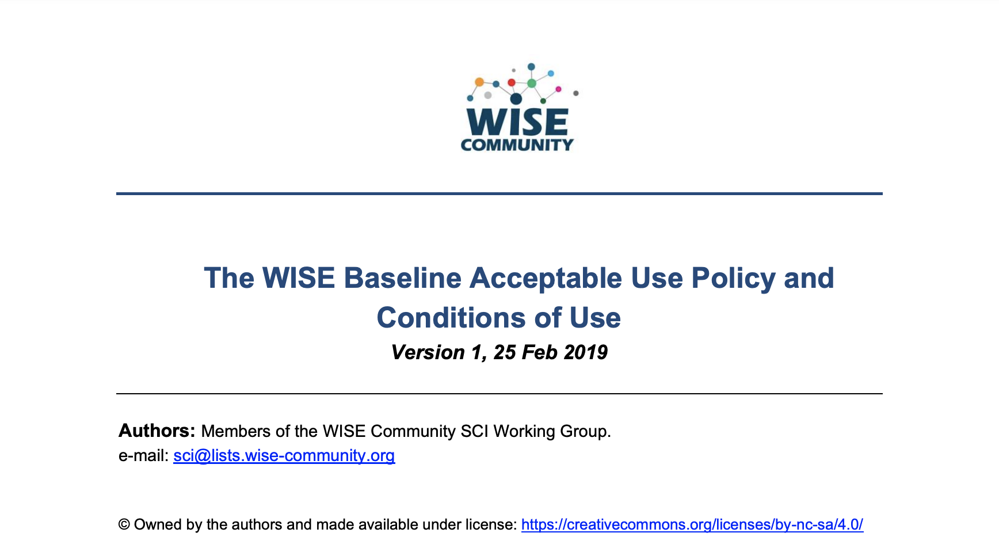 WISE
COMMUNITY
The WISE Baseline Acceptable Use Policy and
Conditions of Use
Version 1, 25 Feb 2019
Authors: Members of the WISE Community SCI Working Group.
e-mail: sci@lists.wise-community.org
© Owned by the authors and made available under license: https://creativecommons.org/licenses/by-nc-sa/4.0/